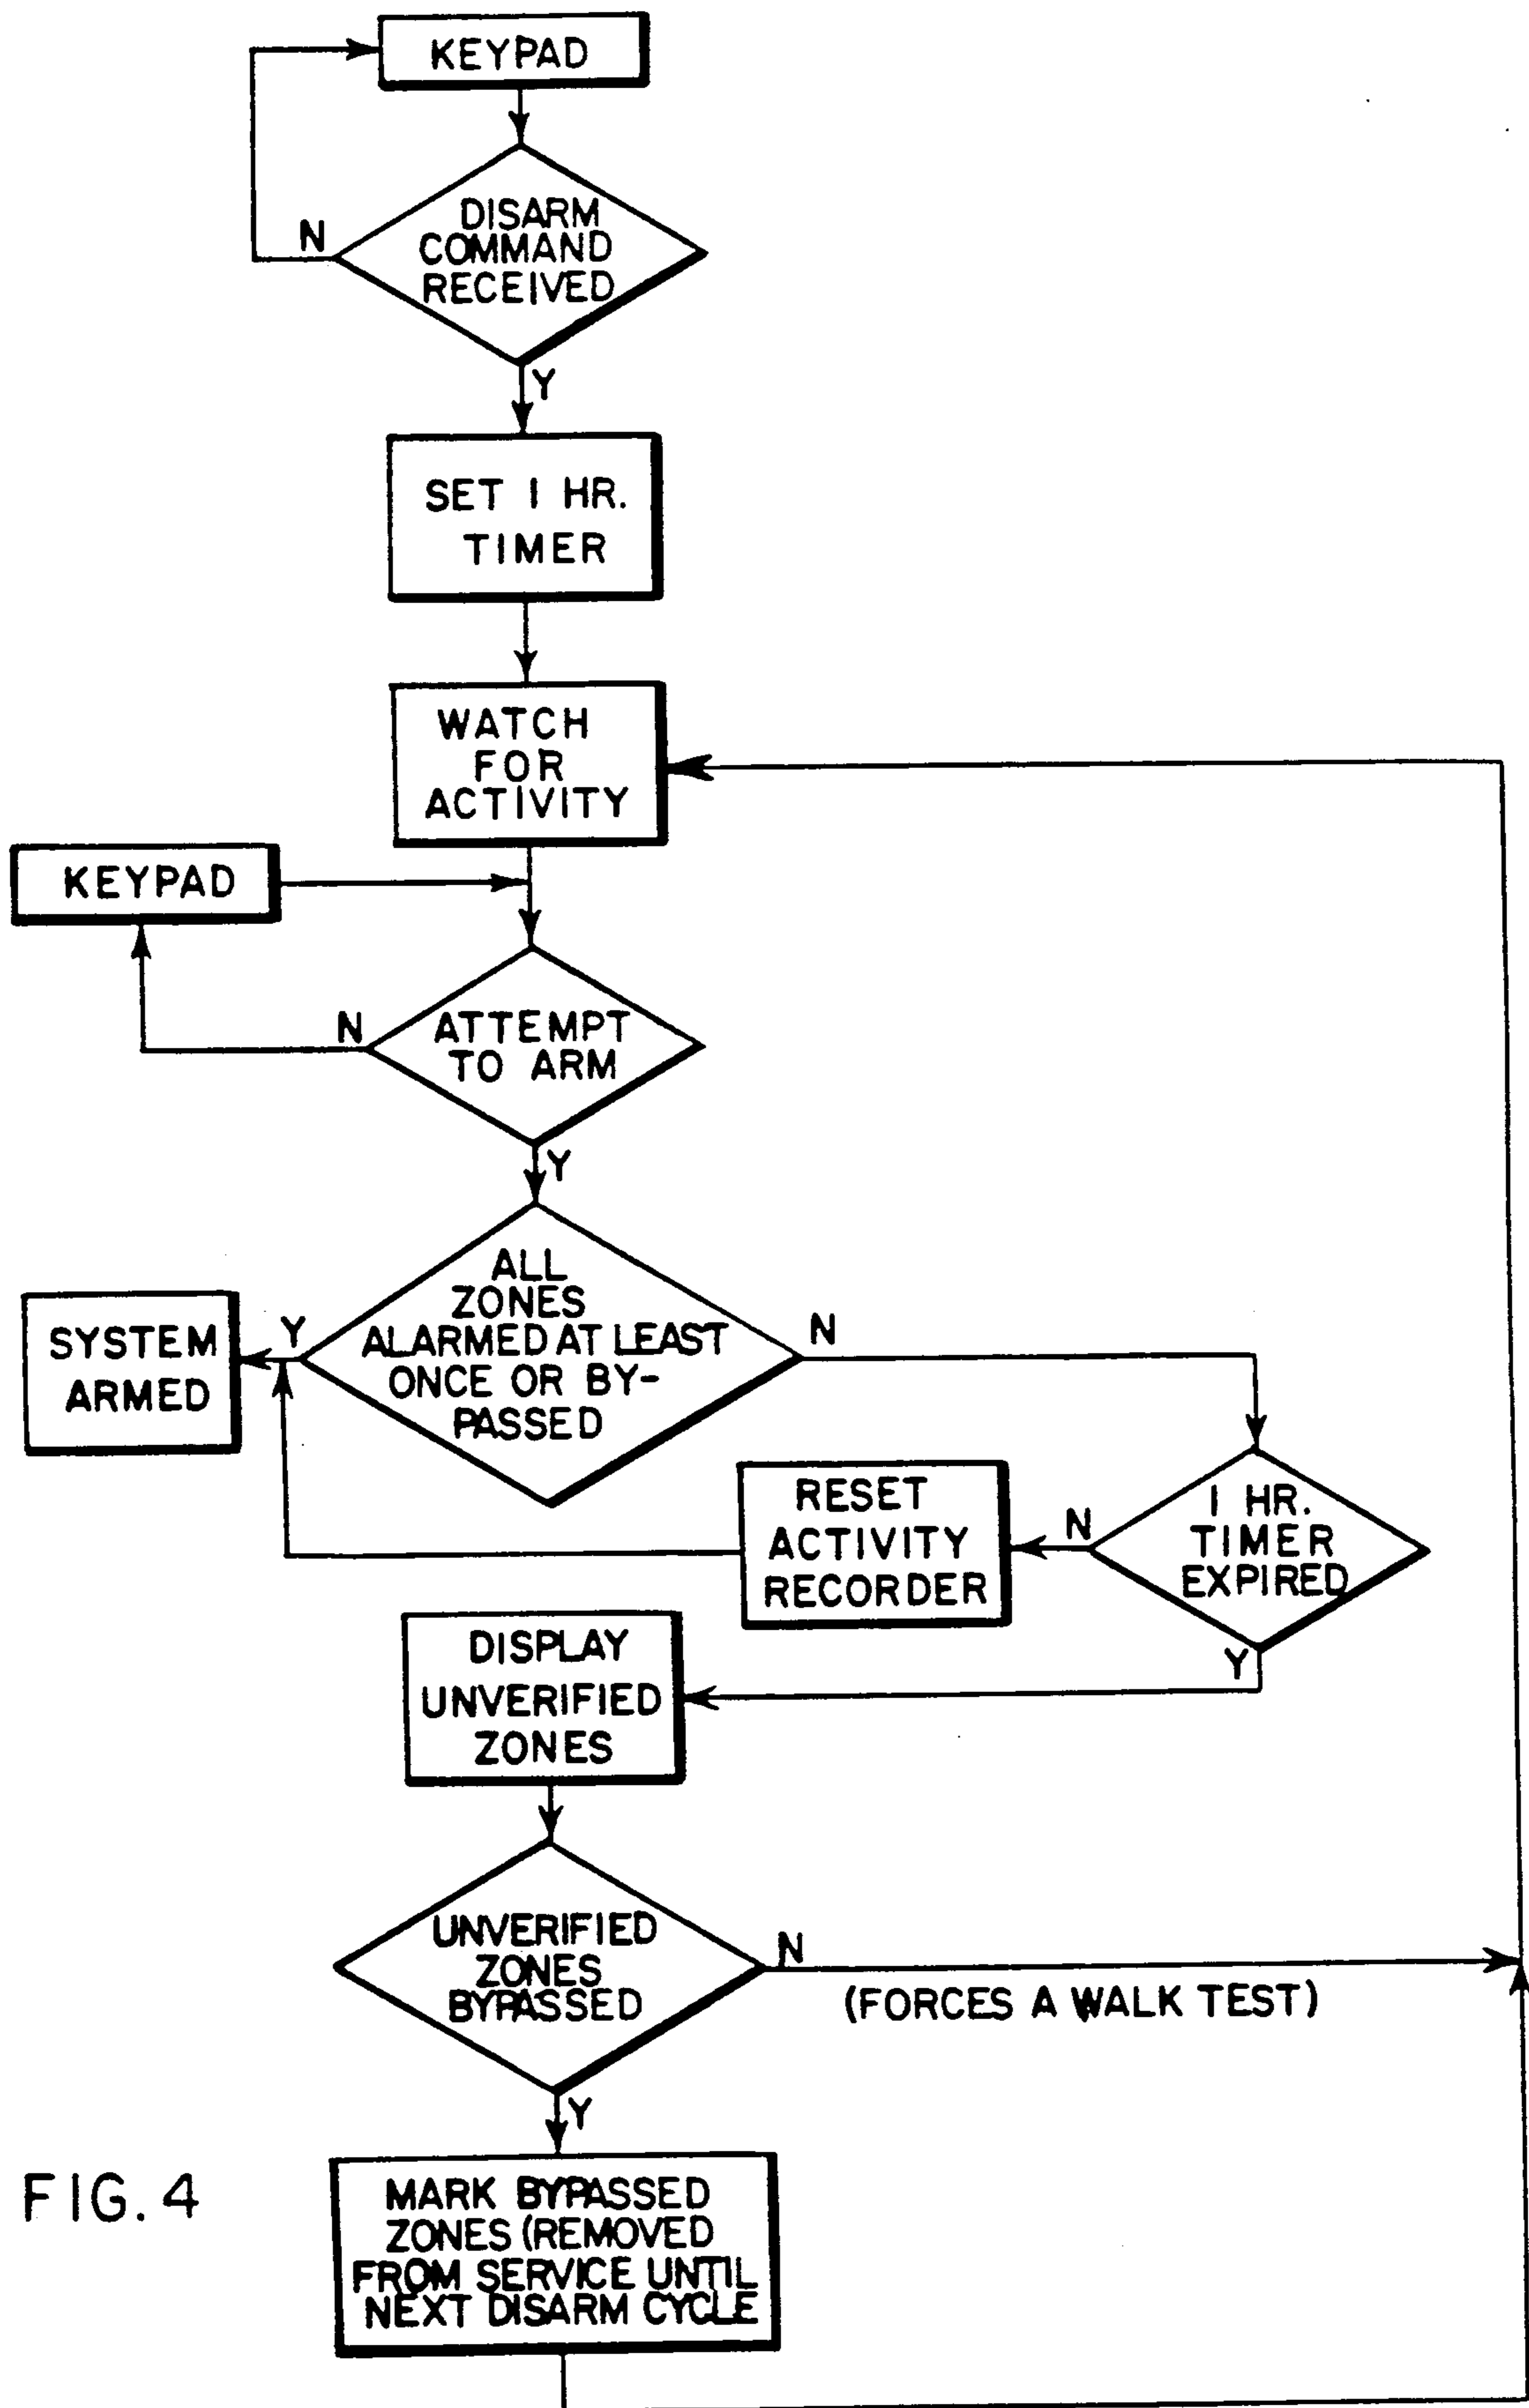 KEYPAD
DISARM
COMMAND
RECEIVED
N
Y
SET 1 HR.
TIMER
WATCH
FOR
ACTIVITY
KEYPAD
N
ATTEMPT
TO ARM
Y
ALL
ZONES
ALARMED AT LEAST
ONCE OR BY-
PASSED
Y
N
SYSTEM
ARMED
RESET
ACTIVITY
RECORDER
N
1 HR.
TIMER
EXPIRED
Y
DISPLAY
UNVERIFIED
ZONES
UNVERIFIED
ZONES
BYPASSED
N
(FORCES A WALK TEST)
Y
MARK BYPASSED
ZONES (REMOVED
FROM SERVICE UNTIL
NEXT DISARM CYCLE
FIG. 4